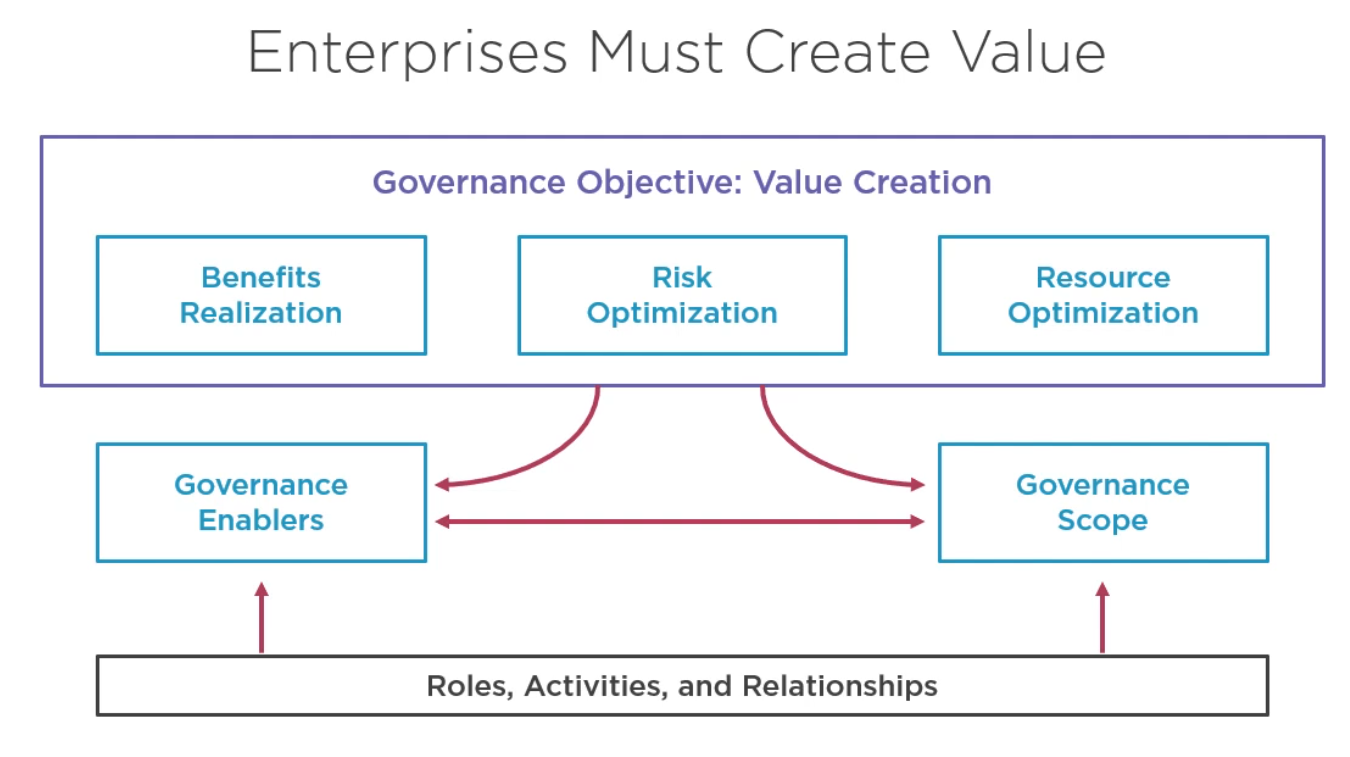 Enterprises Must Create Value
Governance Objective: Value Creation
Benefits
Realization
Risk
Optimization
Resource
Optimization
Governance
Enablers
Governance
Scope
Roles, Activities, and Relationships